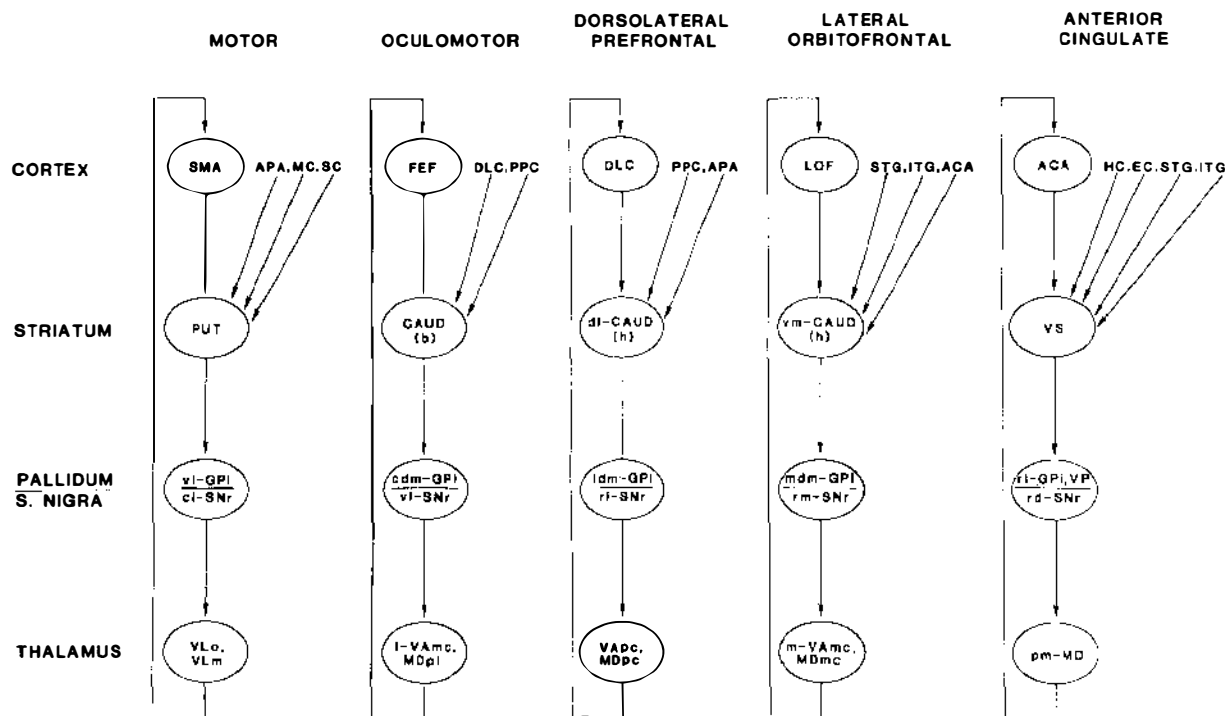 MOTOR
OCULOMOTOR
DORSOLATERAL
PREFRONTAL
LATERAL
ORBITOFRONTAL
ANTERIOR
CINGULATE
CORTEX
SMA
APA, MC, SC
FEF
DLC, PPC
DLC
PPC, APA
LOF
STG, ITG, ACA
ACA
HC, EC, STG, ITG
STRIATUM
PUT
CAUD
(b)
dl-CAUD
(h)
vm-CAUD
(h)
VS
PALLIDUM
S. NIGRA
vl-GPi
cl-SNr
cdm-GPi
vl-SNr
ldm-GPi
rl-SNr
mdm-GPi
rm-SNr
rl-GPi, VP
rd-SNr
THALAMUS
VLo,
VLm
l-VAmc,
MDpl
VApc,
MDpc
m-VAmc,
MDmc
pm-MD